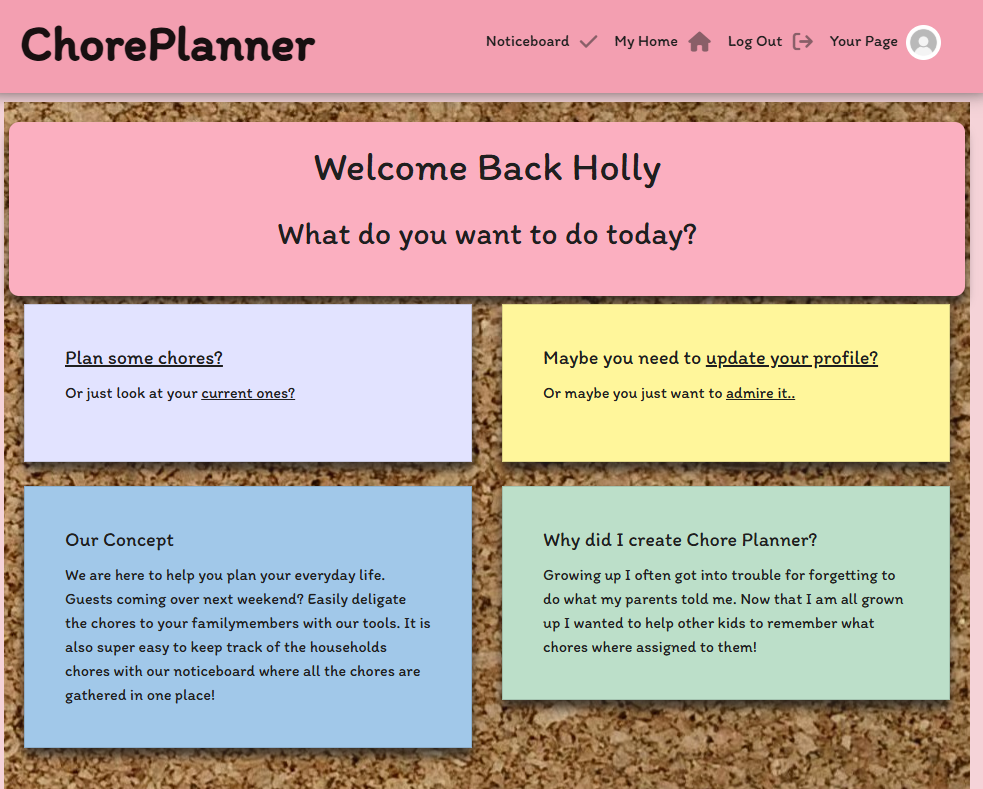 ChorePlanner
Noticeboard My Home Log Out Your Page
Welcome Back Holly
What do you want to do today?
Plan some chores?
Or just look at your current ones?
Maybe you need to update your profile?
Or maybe you just want to admire it..
Our Concept
We are here to help you plan your everyday life.
Guests coming over next weekend? Easily deligate
the chores to your familymembers with our tools. It is
also super easy to keep track of the households
chores with our noticeboard where all the chores are
gathered in one place!
Why did I create Chore Planner?
Growing up I often got into trouble for forgetting to
do what my parents told me. Now that I am all grown
up I wanted to help other kids to remember what
chores where assigned to them!